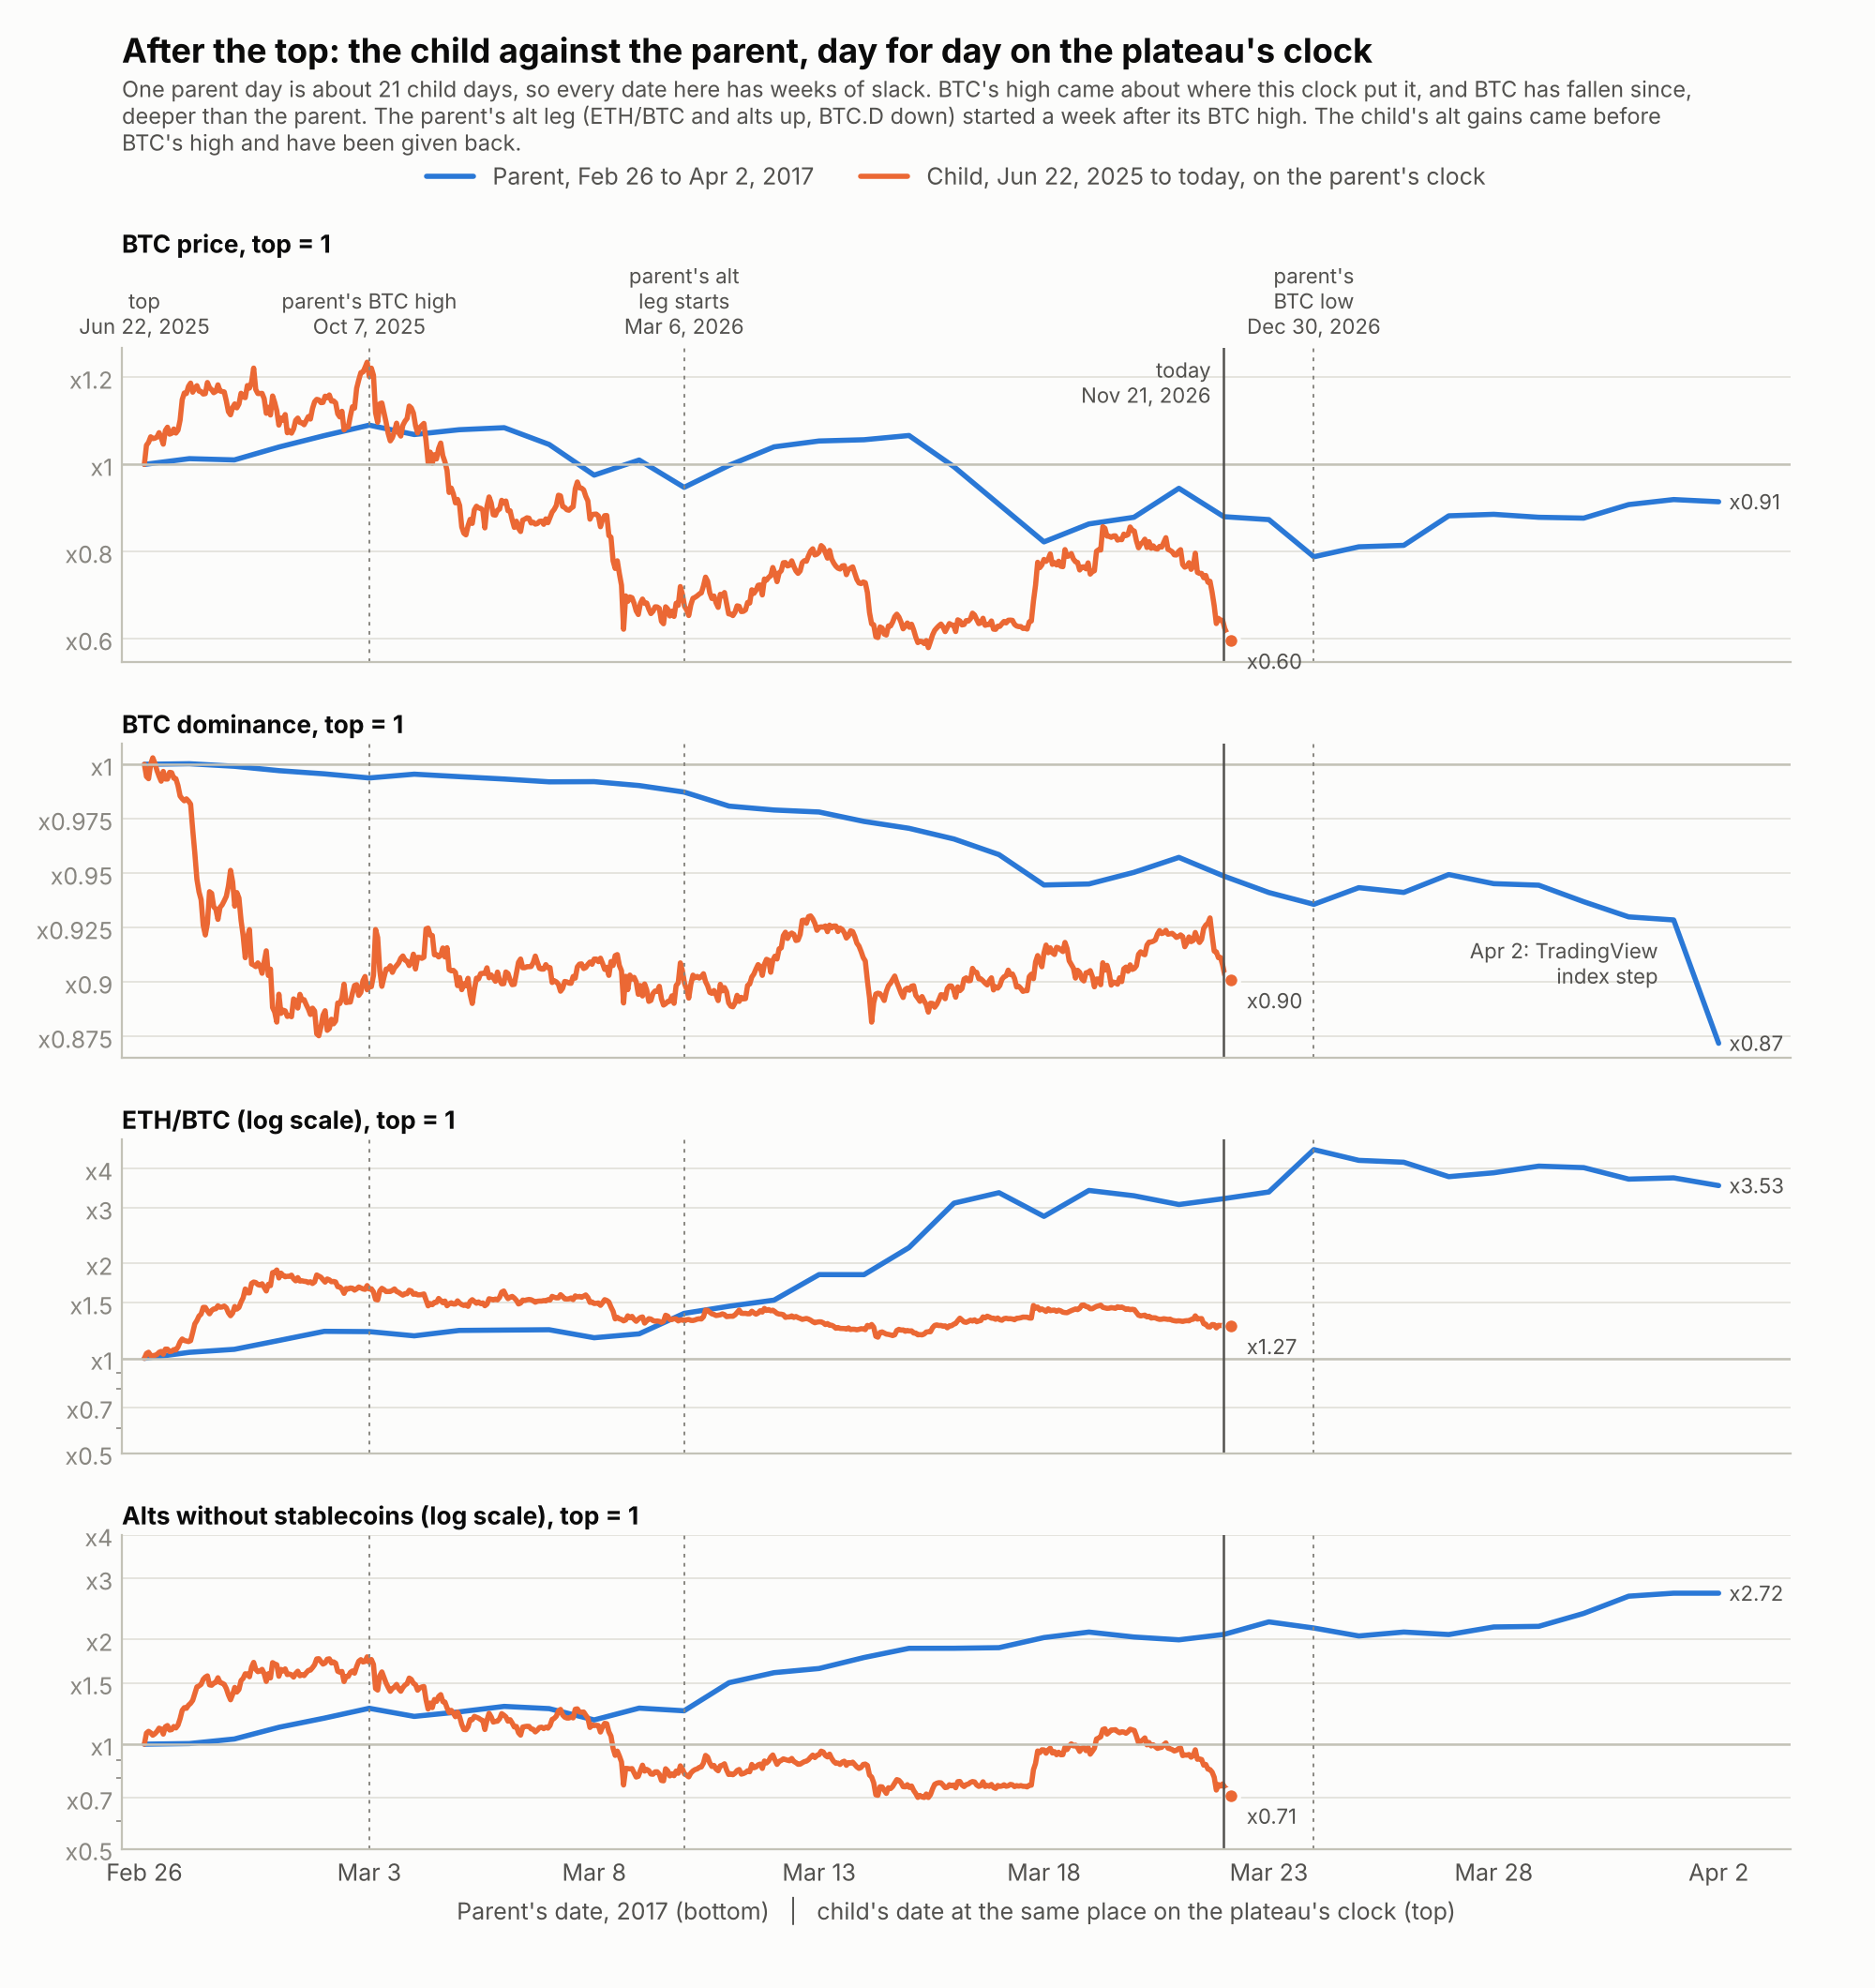 After the top: the child against the parent, day for day on the plateau's clock
One parent day is about 21 child days, so every date here has weeks of slack. BTC's high came about where this clock put it, and BTC has fallen since,
deeper than the parent. The parent's alt leg (ETH/BTC and alts up, BTC.D down) started a week after its BTC high. The child's alt gains came before
BTC's high and have been given back.
Parent, Feb 26 to Apr 2, 2017
Child, Jun 22, 2025 to today, on the parent's clock
BTC price, top = 1
top
Jun 22, 2025
parent's BTC high
Oct 7, 2025
parent's alt
leg starts
Mar 6, 2026
parent's
BTC low
Dec 30, 2026
today
Nov 21, 2026
x1.2
x1
x0.8
x0.6
x0.91
x0.60
BTC dominance, top = 1
x1
x0.975
x0.95
x0.925
x0.9
x0.875
Apr 2: TradingView
index step
x0.90
x0.87
ETH/BTC (log scale), top = 1
x4
x3
x2
x1.5
x1
x0.7
x0.5
x3.53
x1.27
Alts without stablecoins (log scale), top = 1
x4
x3
x2
x1.5
x1
x0.7
x0.5
x2.72
x0.71
Feb 26
Mar 3
Mar 8
Mar 13
Mar 18
Mar 23
Mar 28
Apr 2
Parent's date, 2017 (bottom) | child's date at the same place on the plateau's clock (top)